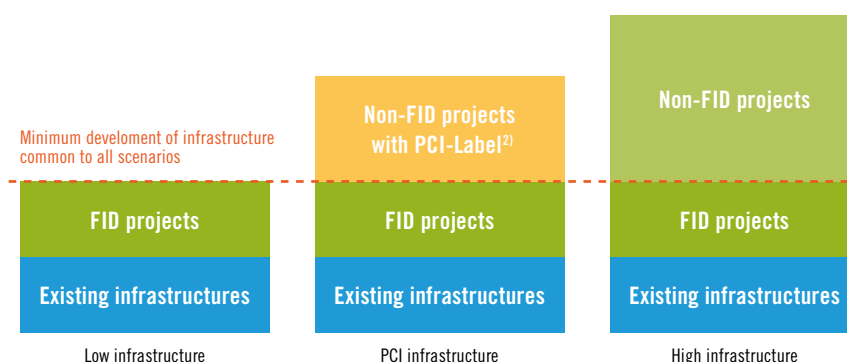 Non-FID projects
with PCI-Label2)
Non-FID projects
Minimum develoment of infrastructure
common to all scenarios
FID projects
FID projects
FID projects
Existing infrastructures
Existing infrastructures
Existing infrastructures
Low infrastructure
PCI infrastructure
High infrastructure